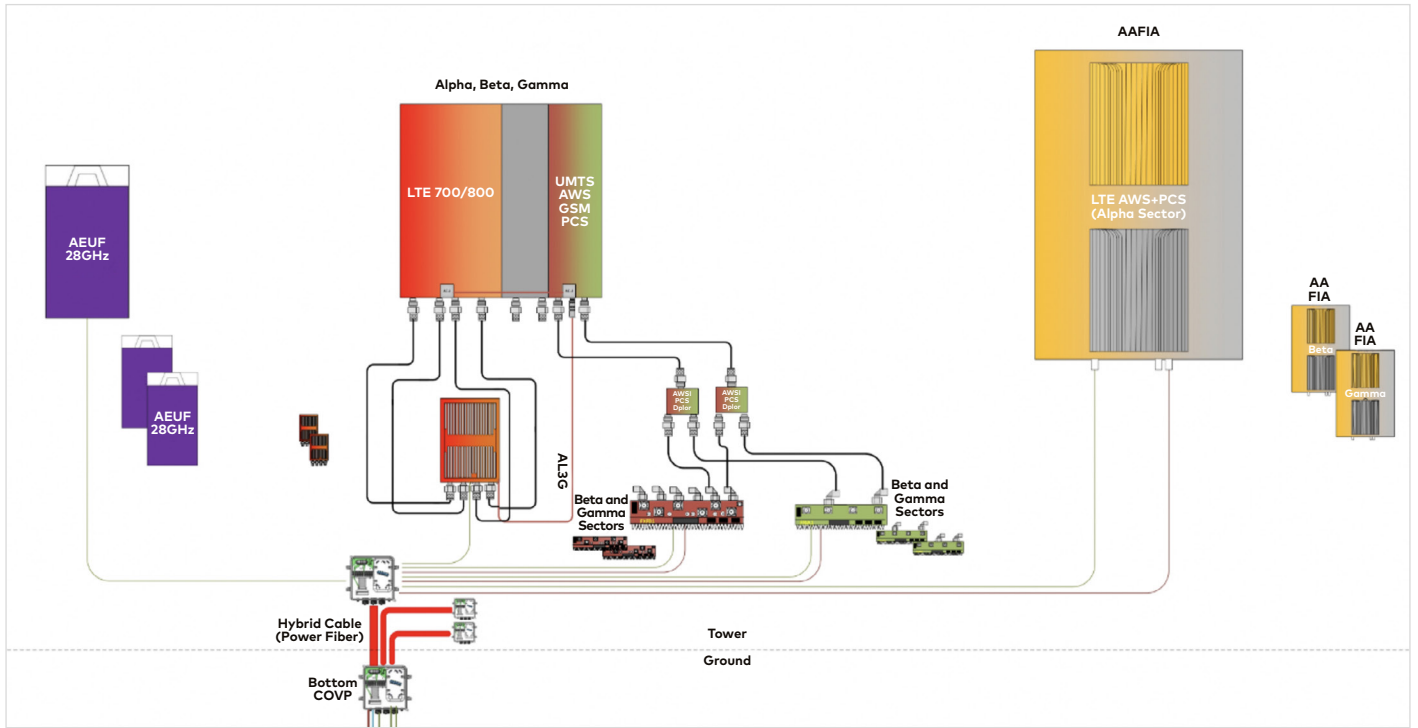 AAFIA
Alpha, Beta, Gamma
LTE 700/800
UMTS
AWS
GSM
PCS
AEUF
28GHz
LTE AWS+PCS
(Alpha Sector)
AA
FIA
Beta
AA
FIA
Gamma
AEUF
28GHz
AWSI
PCS
Dplor
AWSI
PCS
Dplor
AL3G
Beta and
Gamma
Sectors
Beta and
Gamma
Sectors
Hybrid Cable
(Power Fiber)
Tower
Ground
Bottom
COVP